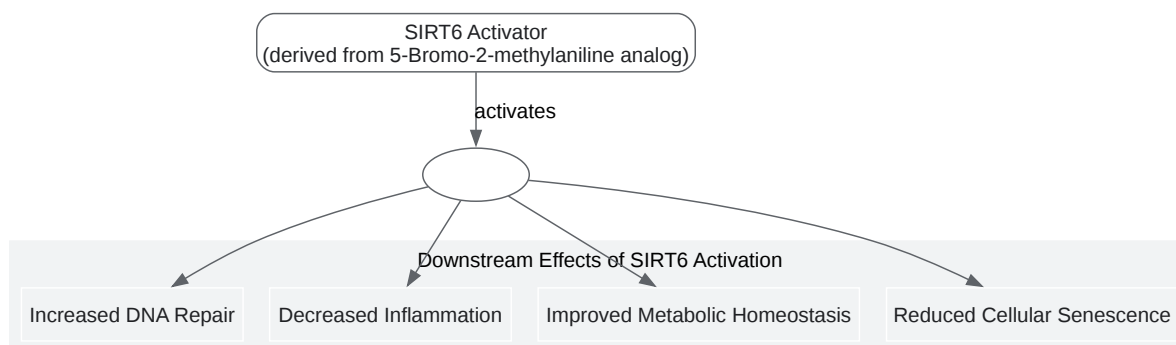 SIRT6 Activator
(derived from 5-Bromo-2-methylaniline analog)
activates
Downstream Effects of SIRT6 Activation
Increased DNA Repair
Decreased Inflammation
Improved Metabolic Homeostasis
Reduced Cellular Senescence